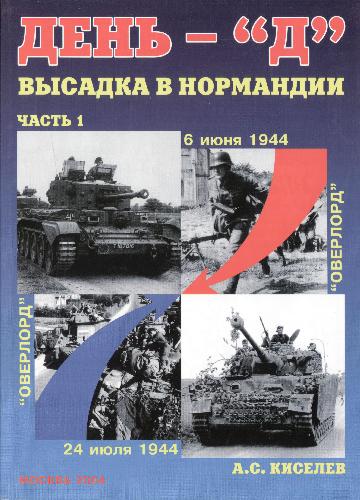 ДЕНЬ – “Д”
ВЫСАДКА В НОРМАНДИИ
ЧАСТЬ 1
6 июня 1944
“ОВЕРЛОРД”
“ОВЕРЛОРД”
24 июля 1944
А.С. КИСЕЛЕВ
МОСКВА 2004